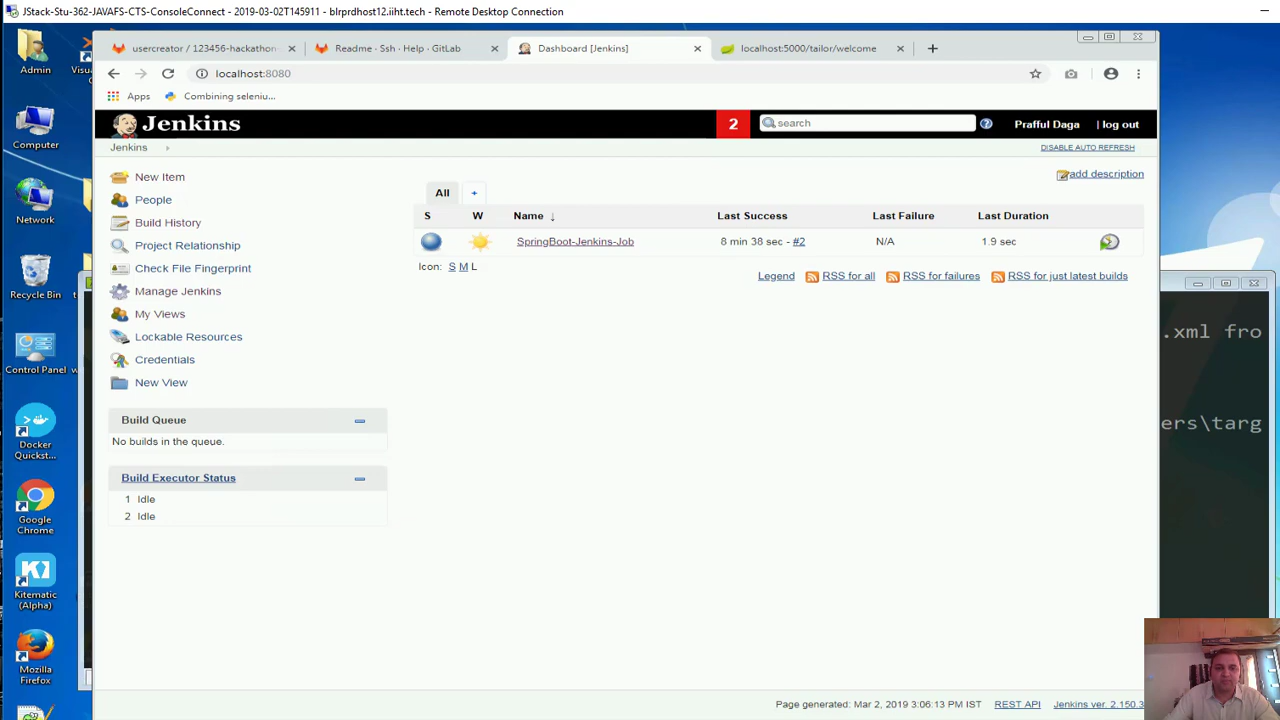 JStack-Stu-362-JAVAFS-CTS-ConsoleConnect - 2019-03-02T145911 - blrprdhost12.iiht.tech - Remote Desktop Connection
usercreator / 123456-hackathon
Readme · Ssh · Help · GitLab
Dashboard [Jenkins]
localhost:5000/tailor/welcome
localhost:8080
Apps
Combining seleniu...
Jenkins
2
search
Prafful Daga
| log out
Jenkins
DISABLE AUTO REFRESH
New Item
People
Build History
Project Relationship
Check File Fingerprint
Manage Jenkins
My Views
Lockable Resources
Credentials
New View
Build Queue
No builds in the queue.
Build Executor Status
1 Idle
2 Idle
add description
All
+
S W Name ↓ Last Success Last Failure Last Duration
SpringBoot-Jenkins-Job 8 min 38 sec - #2 N/A 1.9 sec
Icon: S M L
Legend RSS for all RSS for failures RSS for just latest builds
Page generated: Mar 2, 2019 3:06:13 PM IST REST API Jenkins ver. 2.150.3
.xml fro
ers\targ
Admin
Computer
Network
Recycle Bin
Control Panel
Docker
Quickst...
Google
Chrome
Kitematic
(Alpha)
Mozilla
Firefox